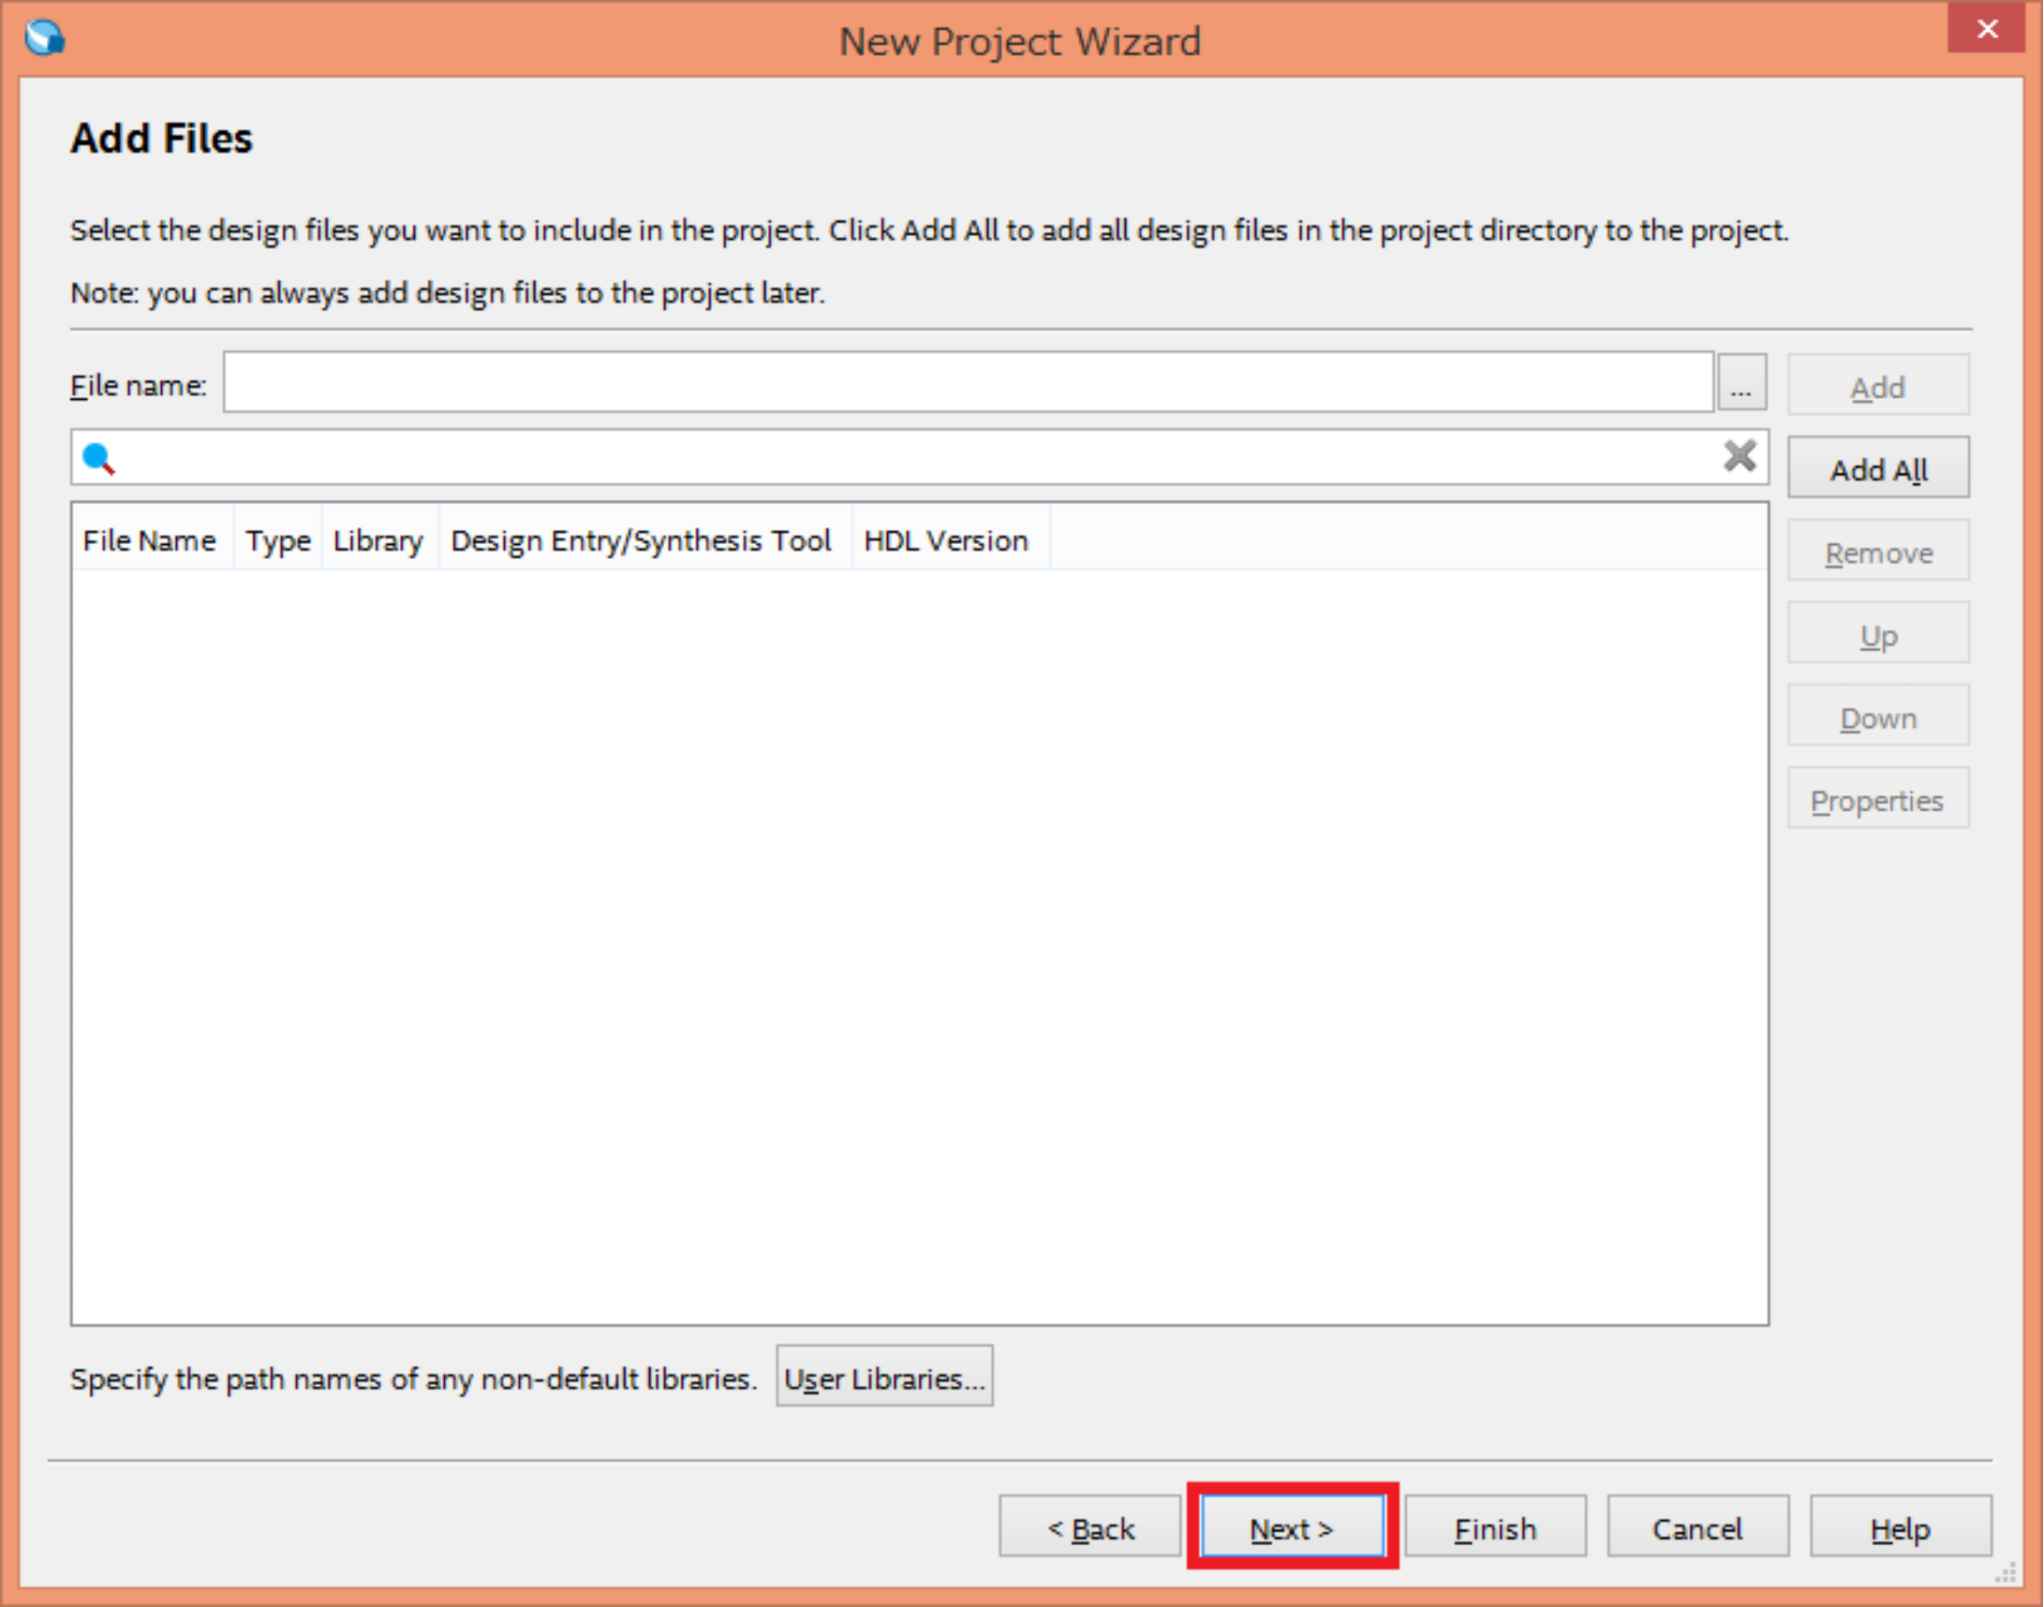 New Project Wizard
Add Files
Select the design files you want to include in the project. Click Add All to add all design files in the project directory to the project.
Note: you can always add design files to the project later.
File name:
...
Add
Add All
File Name Type Library Design Entry/Synthesis Tool HDL Version
Remove
Up
Down
Properties
Specify the path names of any non-default libraries. User Libraries...
< Back Next > Finish Cancel Help